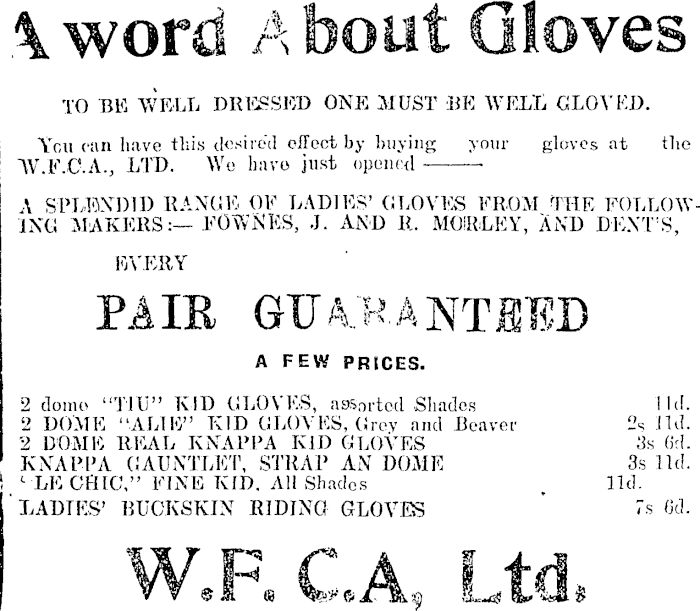 A word About Gloves
TO BE WELL DRESSED ONE MUST BE WELL GLOVED.
You can have this desired effect by buying your gloves at the
W.F.C.A., LTD. We have just opened ———
A SPLENDID RANGE OF LADIES' GLOVES FROM THE FOLLOW-
ING MAKERS:— FOWNES, J. AND R. MORLEY, AND DENT'S,
EVERY
PAIR GUARANTEED
A FEW PRICES.
2 dome "TIU" KID GLOVES, assorted Shades 11d.
2 DOME "ALIE" KID GLOVES, Grey and Beaver 2s 11d.
2 DOME REAL KNAPPA KID GLOVES 3s 6d.
KNAPPA GAUNTLET, STRAP AN DOME 3s 11d.
"LE CHIC," FINE KID, All Shades 11d.
LADIES' BUCKSKIN RIDING GLOVES 7s 6d.
W.F.C.A, Ltd.